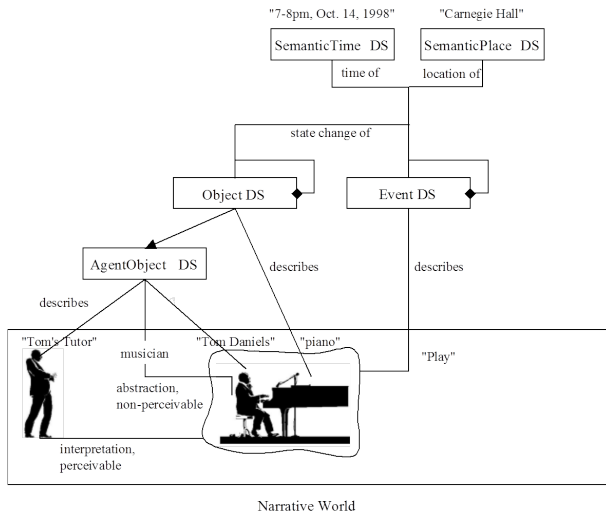 "7-8pm, Oct. 14, 1998" "Carnegie Hall"
SemanticTime DS SemanticPlace DS
time of location of
state change of
Object DS Event DS
AgentObject DS
describes describes
describes
"Tom's Tutor" "Tom Daniels" "piano"
musician "Play"
abstraction,
non-perceivable
interpretation,
perceivable
Narrative World